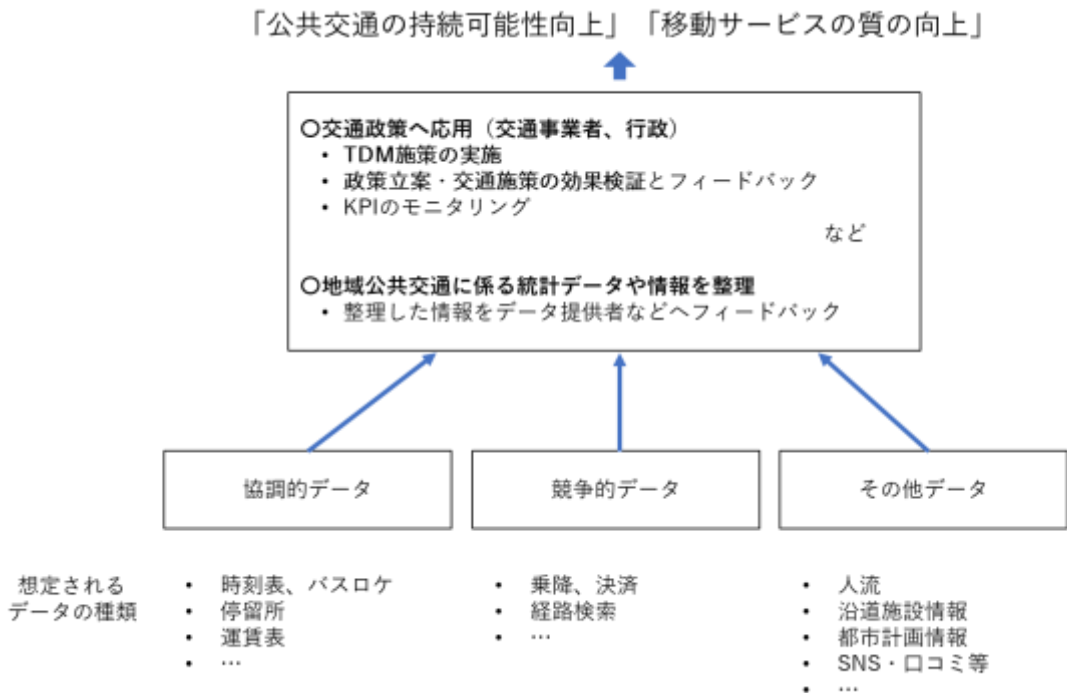 「公共交通の持続可能性向上」「移動サービスの質の向上」
〇交通政策へ応用（交通事業者、行政）
• TDM施策の実施
• 政策立案・交通施策の効果検証とフィードバック
• KPIのモニタリング
など
〇地域公共交通に係る統計データや情報を整理
• 整理した情報をデータ提供者などへフィードバック
協調的データ
競争的データ
その他データ
想定される
データの種類
• 時刻表、バスロケ
• 停留所
• 運賃表
• …
• 乗降、決済
• 経路検索
• …
• 人流
• 沿道施設情報
• 都市計画情報
• SNS・口コミ等
• …